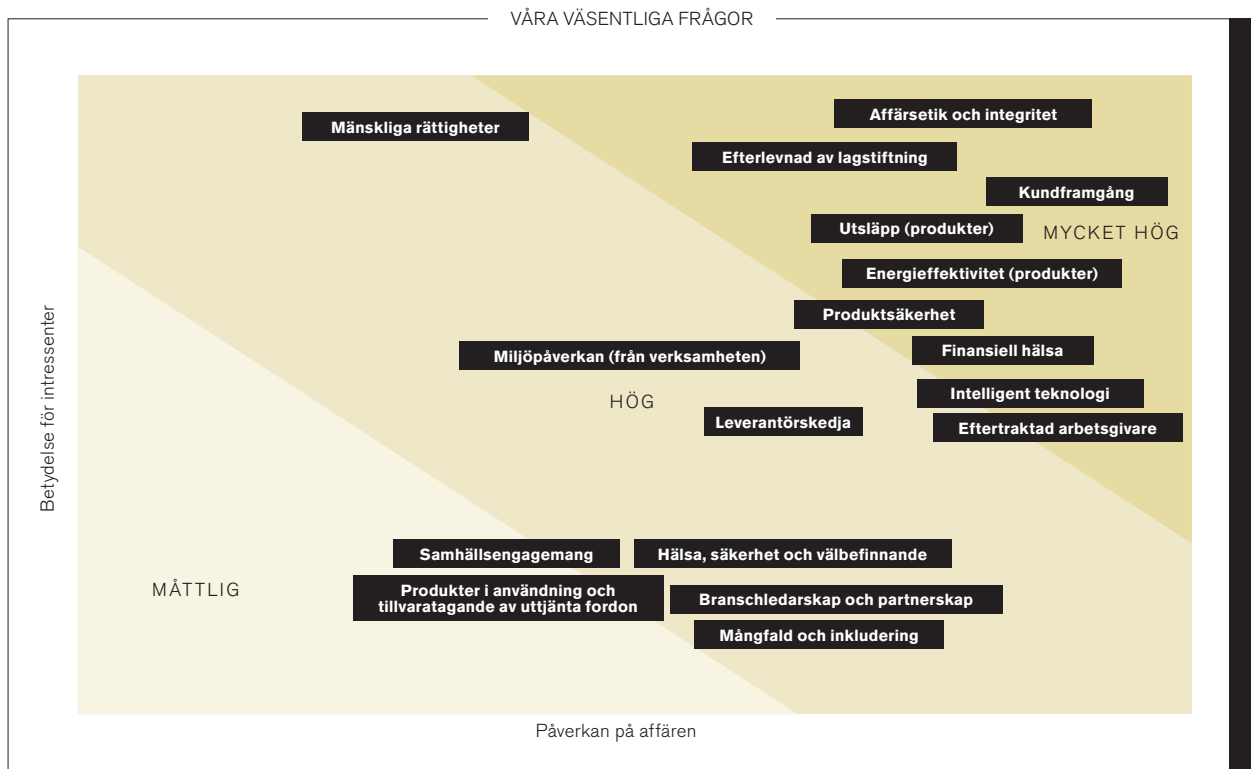 VÅRA VÄSENTLIGA FRÅGOR
Affärsetik och integritet
Mänskliga rättigheter
Efterlevnad av lagstiftning
Kundframgång
Utsläpp (produkter)
MYCKET HÖG
Energieffektivitet (produkter)
Produktsäkerhet
Finansiell hälsa
Miljöpåverkan (från verksamheten)
Intelligent teknologi
HÖG
Leverantörskedja
Eftertraktad arbetsgivare
Betydelse för intressenter
Samhällsengagemang
Hälsa, säkerhet och välbefinnande
MÅTTLIG
Produkter i användning och
tillvaratagande av uttjänta fordon
Branschledarskap och partnerskap
Mångfald och inkludering
Påverkan på affären